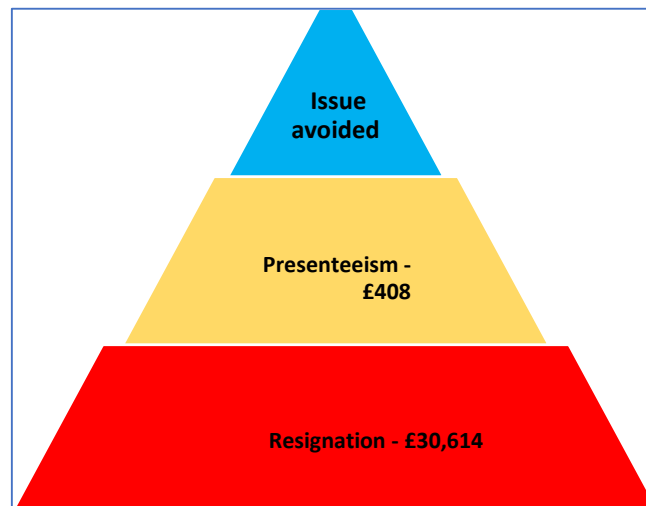 Issue
avoided
Presenteeism -
£408
Resignation - £30,614